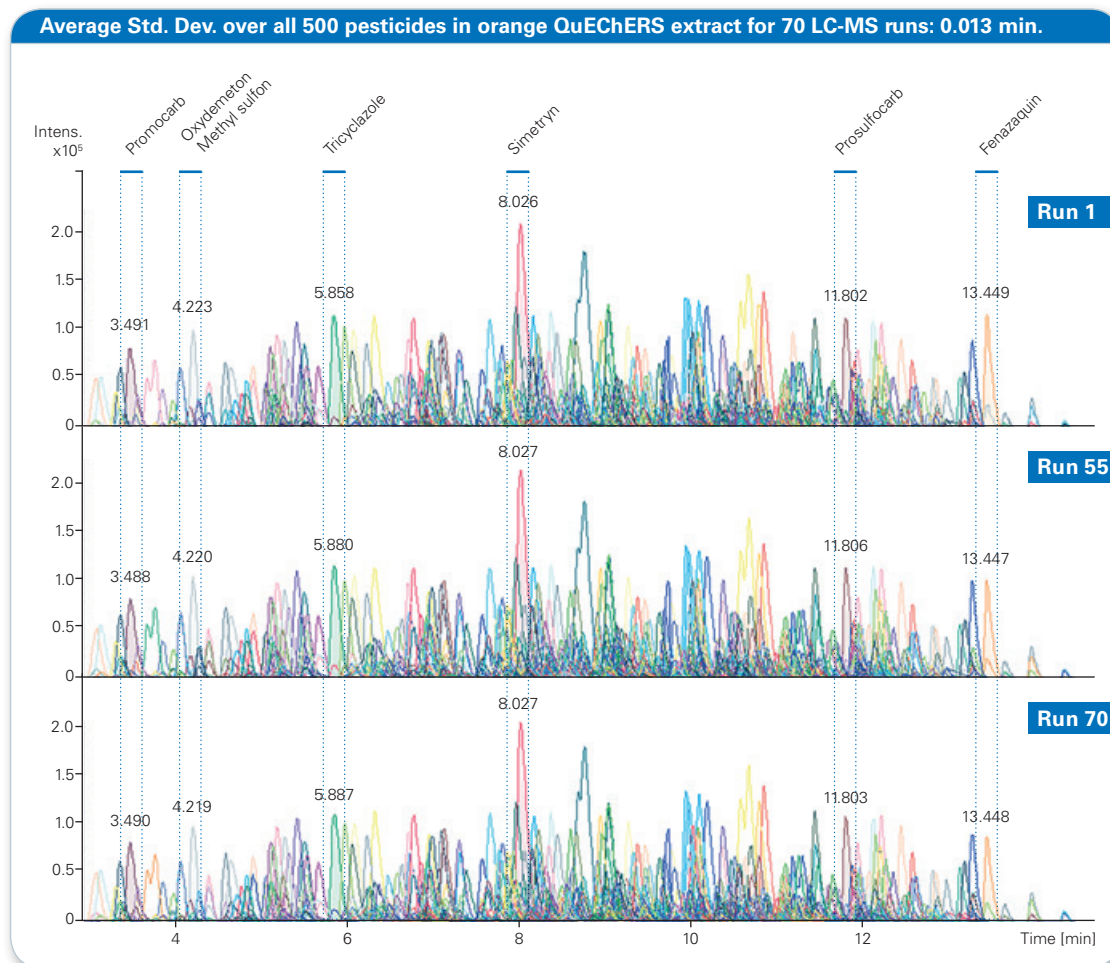 Average Std. Dev. over all 500 pesticides in orange QuEChERS extract for 70 LC-MS runs: 0.013 min.
Intens.
x10⁵
Promocarb
Oxydemeton
Methyl sulfon
Tricyclazole
Simetryn
Prosulfocarb
Fenazaquin
Run 1
2.0
1.5
1.0
0.5
0
3.491
4.223
5.858
8.026
11.802
13.449
Run 55
2.0
1.5
1.0
0.5
0
3.488
4.220
5.880
8.027
11.806
13.447
Run 70
2.0
1.5
1.0
0.5
0
3.490
4.219
5.887
8.027
11.803
13.448
4 6 8 10 12 Time [min]